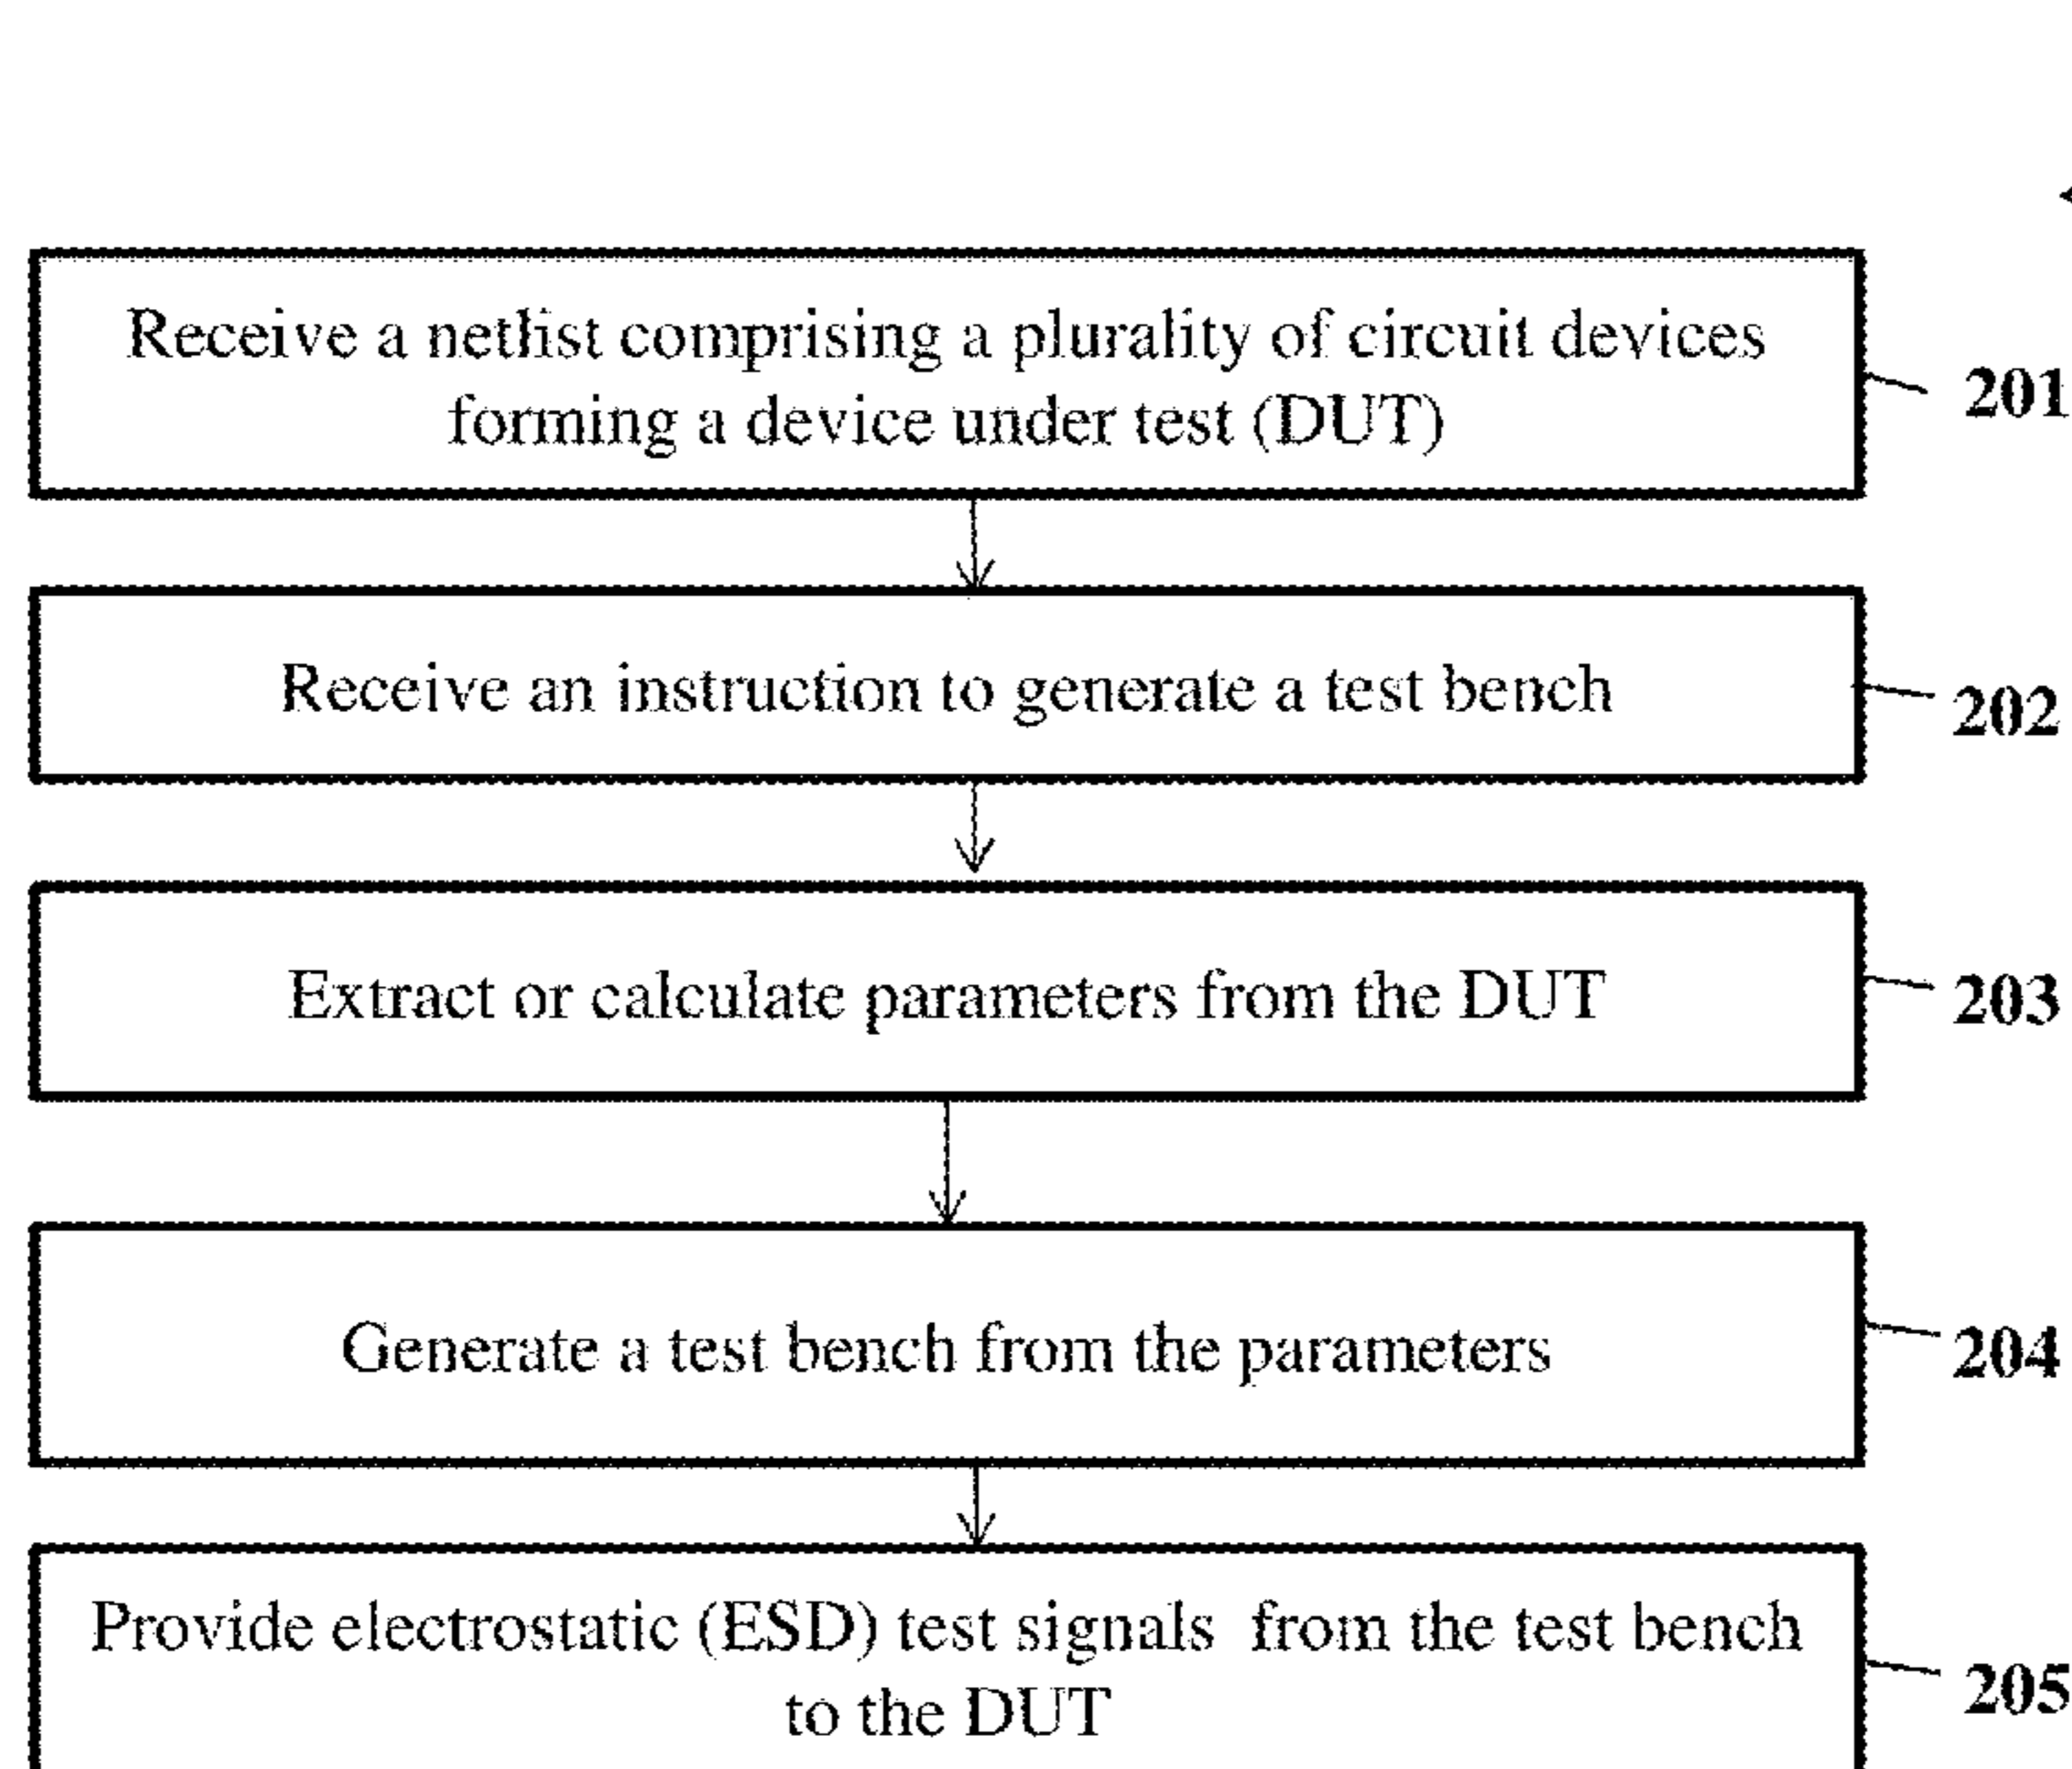 Receive a netlist comprising a plurality of circuit devices
forming a device under test (DUT)
201
Receive an instruction to generate a test bench
202
Extract or calculate parameters from the DUT
203
Generate a test bench from the parameters
204
Provide electrostatic (ESD) test signals from the test bench
to the DUT
205